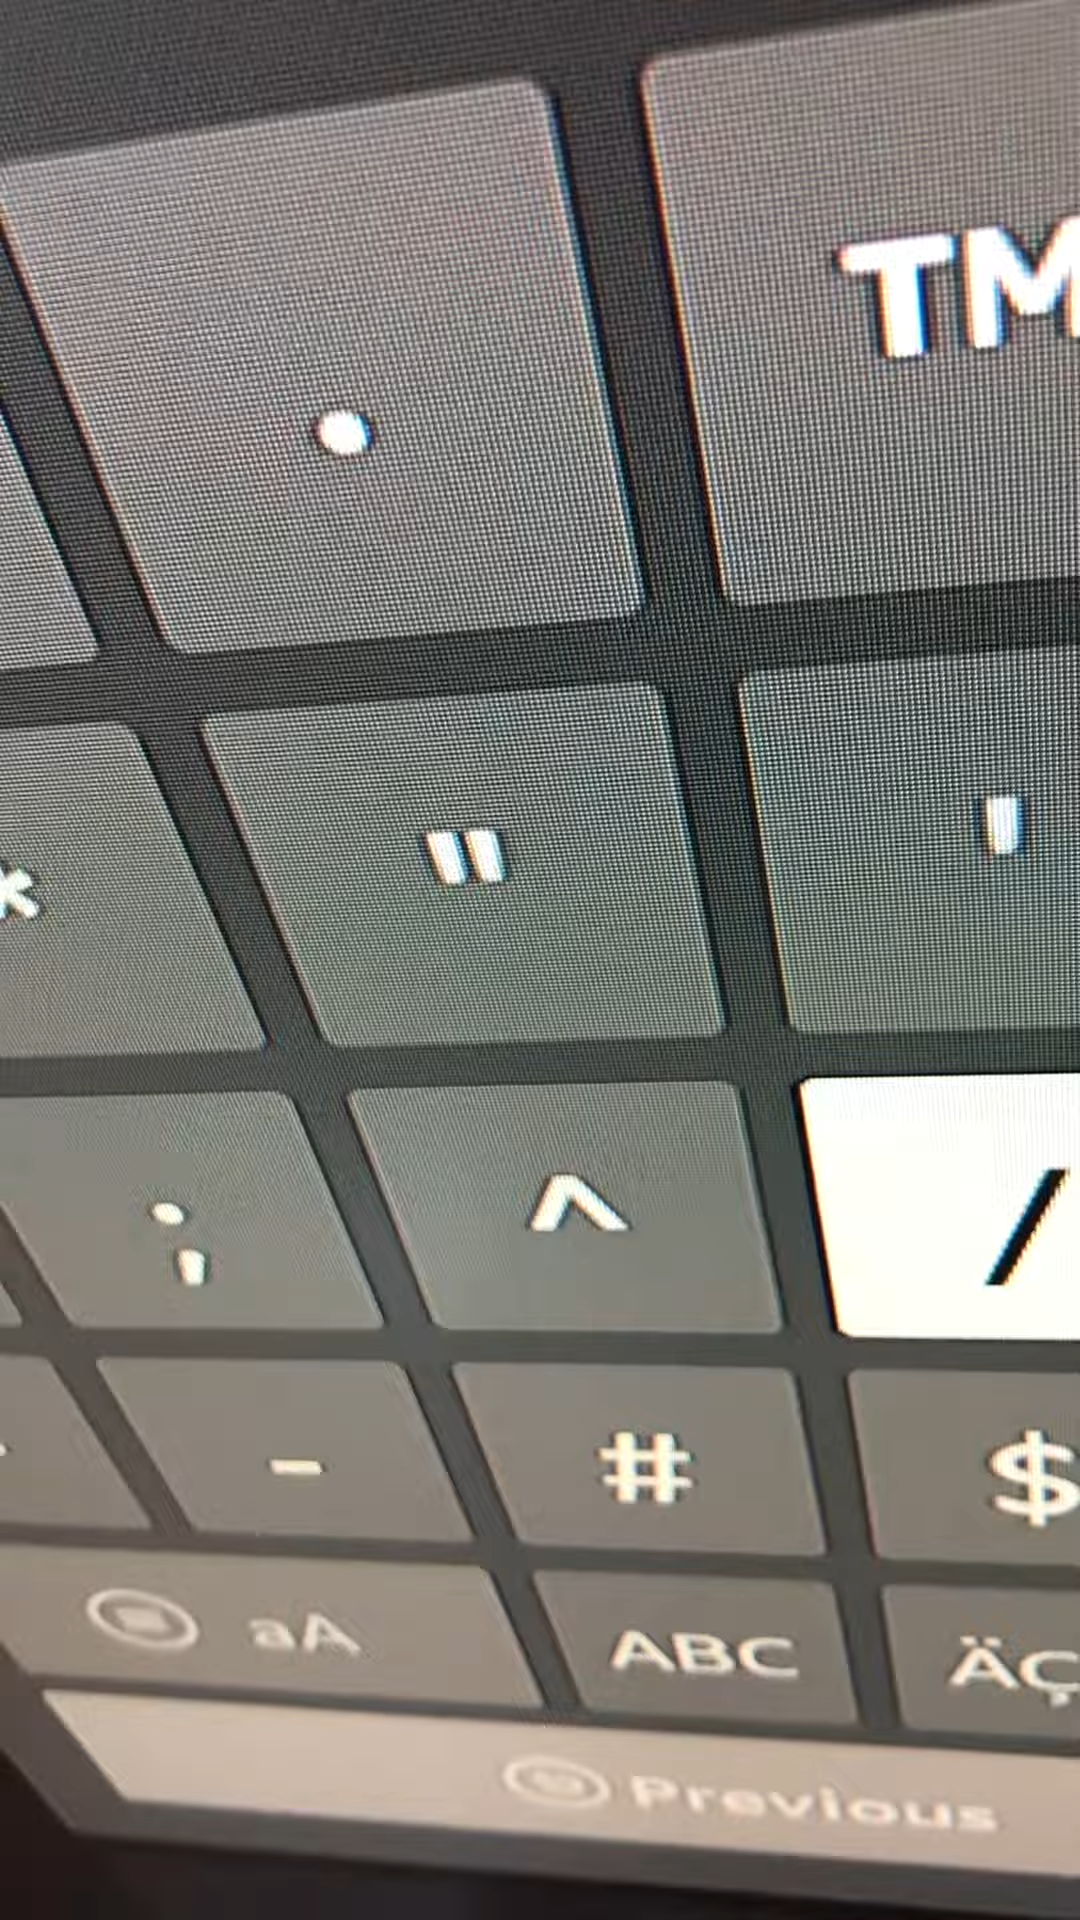 . TM
* " '
; ^ /
- # $
aA ABC ÄÇ
Previous